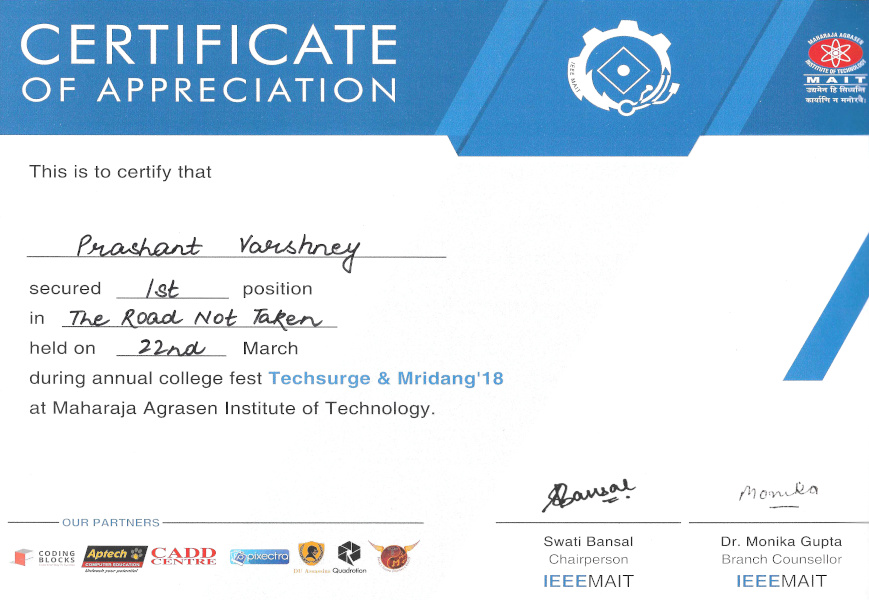 CERTIFICATE
OF APPRECIATION
IEEE MAIT
MAHARAJA AGRASEN
INSTITUTE OF TECHNOLOGY
MAIT
उद्यमेन हि सिध्यन्ति
कार्याणि न मनोरथैः
This is to certify that
Prashant Varshney
secured 1st position
in The Road Not Taken
held on 22nd March
during annual college fest Techsurge & Mridang'18
at Maharaja Agrasen Institute of Technology.
Bansal
Monika
OUR PARTNERS
Swati Bansal
Chairperson
IEEEMAIT
Dr. Monika Gupta
Branch Counsellor
IEEEMAIT
CODING
BLOCKS
Aptech
COMPUTER EDUCATION
Unleash your potential
CADD
CENTRE
pixectra
Quadration